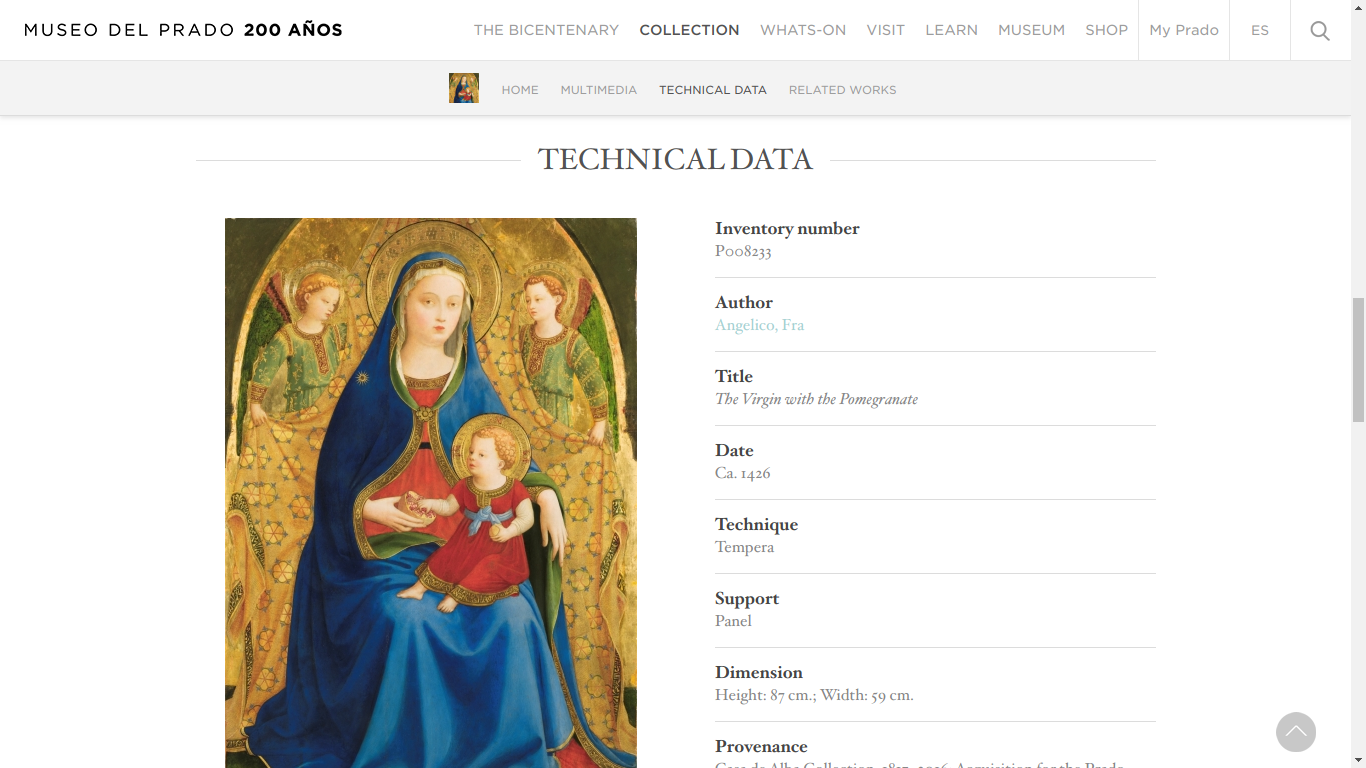 MUSEO DEL PRADO 200 AÑOS
THE BICENTENARY COLLECTION WHATS-ON VISIT LEARN MUSEUM SHOP My Prado ES
HOME MULTIMEDIA TECHNICAL DATA RELATED WORKS
TECHNICAL DATA
Inventory number
P008233
Author
Angelico, Fra
Title
The Virgin with the Pomegranate
Date
Ca. 1426
Technique
Tempera
Support
Panel
Dimension
Height: 87 cm.; Width: 59 cm.
Provenance